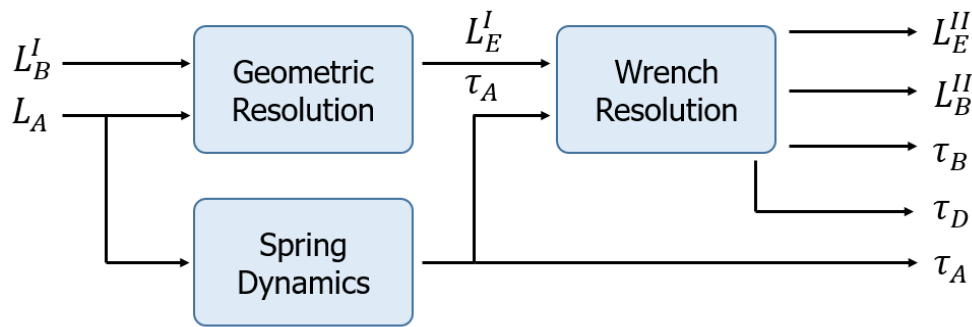 L_B^I
L_A
Geometric
Resolution
L_E^I
τ_A
Wrench
Resolution
L_E^{II}
L_B^{II}
τ_B
τ_D
Spring
Dynamics
τ_A